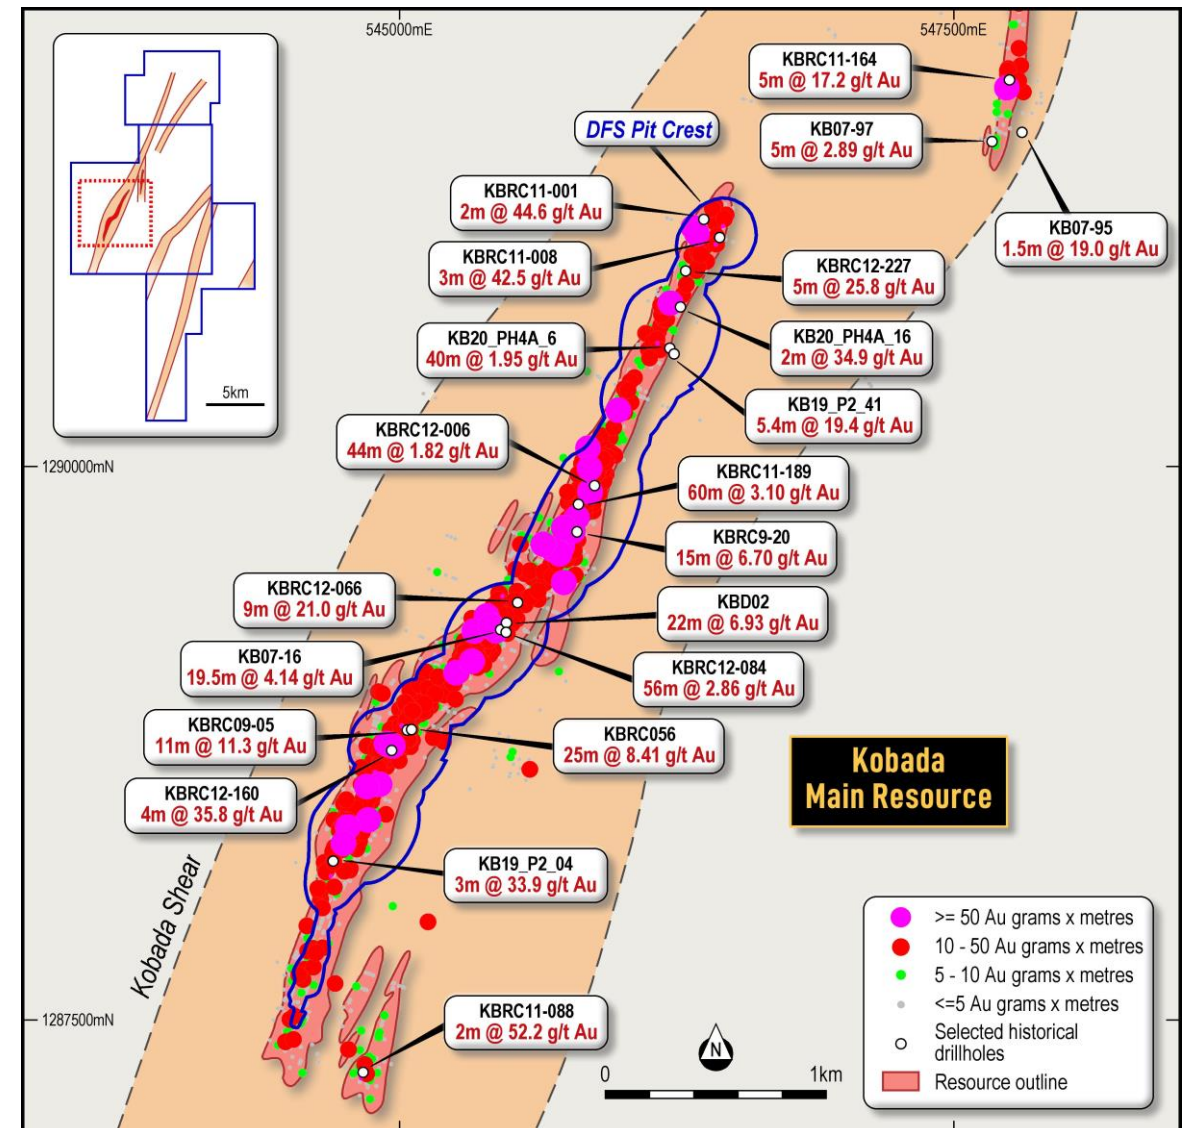 545000mE
547500mE
KBRC11-164
5m @ 17.2 g/t Au
DFS Pit Crest
KB07-97
5m @ 2.89 g/t Au
KBRC11-001
2m @ 44.6 g/t Au
KB07-95
1.5m @ 19.0 g/t Au
KBRC11-008
3m @ 42.5 g/t Au
KBRC12-227
5m @ 25.8 g/t Au
KB20_PH4A_6
40m @ 1.95 g/t Au
KB20_PH4A_16
2m @ 34.9 g/t Au
5km
KB19_P2_41
5.4m @ 19.4 g/t Au
KBRC12-006
44m @ 1.82 g/t Au
1290000mN
KBRC11-189
60m @ 3.10 g/t Au
KBRC9-20
15m @ 6.70 g/t Au
KBRC12-066
9m @ 21.0 g/t Au
KBD02
22m @ 6.93 g/t Au
KB07-16
19.5m @ 4.14 g/t Au
KBRC12-084
56m @ 2.86 g/t Au
KBRC09-05
11m @ 11.3 g/t Au
KBRC056
25m @ 8.41 g/t Au
Kobada
Main Resource
KBRC12-160
4m @ 35.8 g/t Au
Kobada Shear
KB19_P2_04
3m @ 33.9 g/t Au
KBRC11-088
2m @ 52.2 g/t Au
1287500mN
N
0
1km
>= 50 Au grams x metres
10 - 50 Au grams x metres
5 - 10 Au grams x metres
<=5 Au grams x metres
Selected historical
drillholes
Resource outline